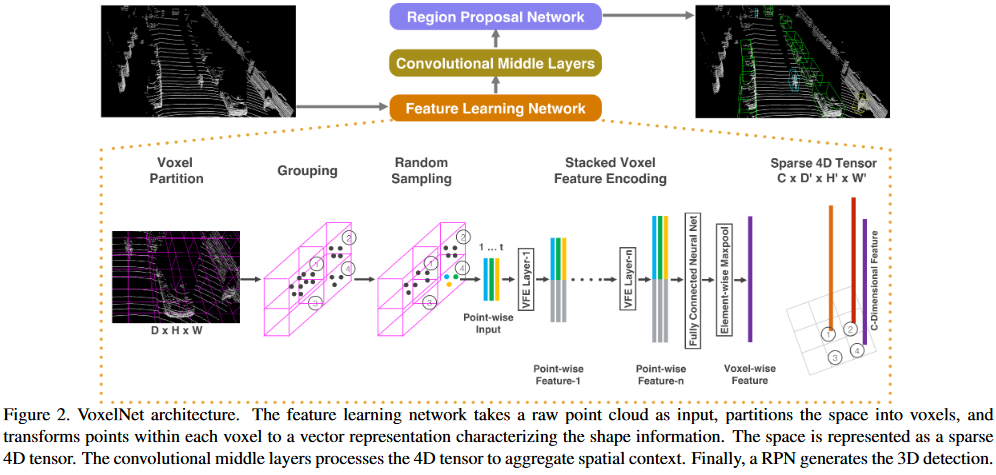 Region Proposal Network
Convolutional Middle Layers
Feature Learning Network
Voxel
Partition
Grouping
Random
Sampling
Stacked Voxel
Feature Encoding
Sparse 4D Tensor
C x D' x H' x W'
D x H x W
1
2
3
4
1
2
3
4
1 ... t
Point-wise
Input
VFE Layer-1
Point-wise
Feature-1
VFE Layer-n
Point-wise
Feature-n
Fully Connected Neural Net
Element-wise Maxpool
Voxel-wise
Feature
C-Dimensional Feature
1
2
3
4
Figure 2. VoxelNet architecture. The feature learning network takes a raw point cloud as input, partitions the space into voxels, and
transforms points within each voxel to a vector representation characterizing the shape information. The space is represented as a sparse
4D tensor. The convolutional middle layers processes the 4D tensor to aggregate spatial context. Finally, a RPN generates the 3D detection.